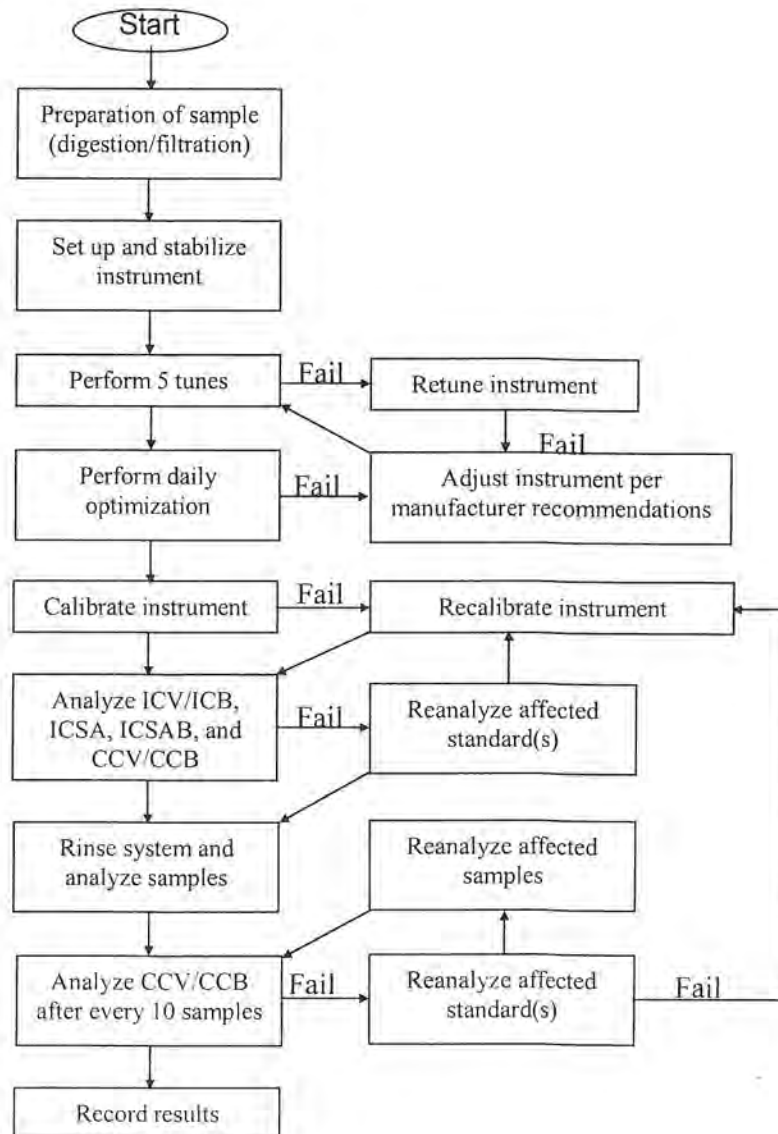 Start
Preparation of sample
(digestion/filtration)
Set up and stabilize
instrument
Perform 5 tunes
Fail
Retune instrument
Fail
Perform daily
optimization
Fail
Adjust instrument per
manufacturer recommendations
Calibrate instrument
Fail
Recalibrate instrument
Analyze ICV/ICB,
ICSA, ICSAB, and
CCV/CCB
Fail
Reanalyze affected
standard(s)
Rinse system and
analyze samples
Reanalyze affected
samples
Analyze CCV/CCB
after every 10 samples
Fail
Reanalyze affected
standard(s)
Fail
Record results